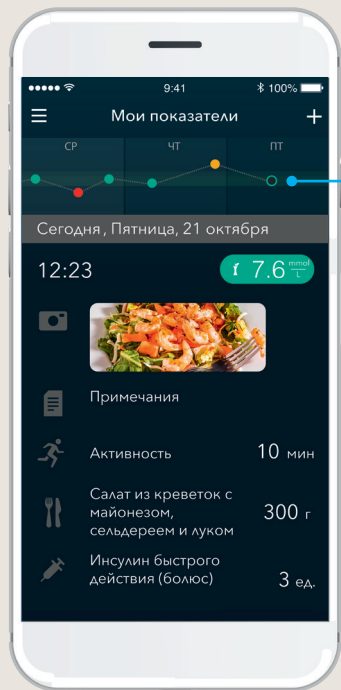 9:41
100%
Мои показатели
СР
ЧТ
ПТ
Сегодня, Пятница, 21 октября
12:23
7.6 mmol/L
Примечания
Активность
10 мин
Салат из креветок с
майонезом,
сельдереем и луком
300 г
Инсулин быстрого
действия (болюс)
3 ед.